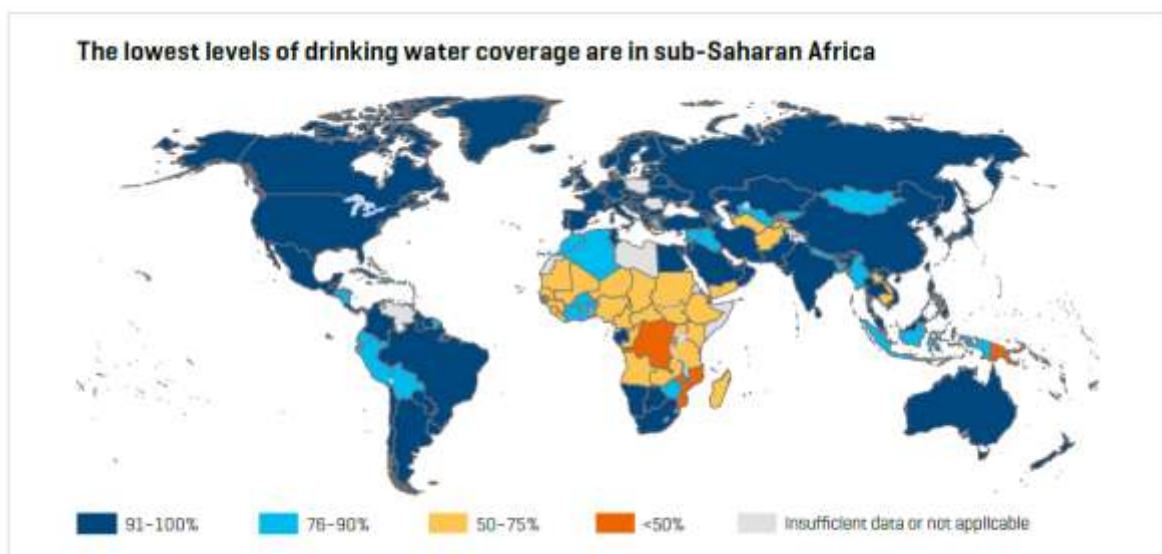 The lowest levels of drinking water coverage are in sub-Saharan Africa
91–100%
76–90%
50–75%
<50%
Insufficient data or not applicable